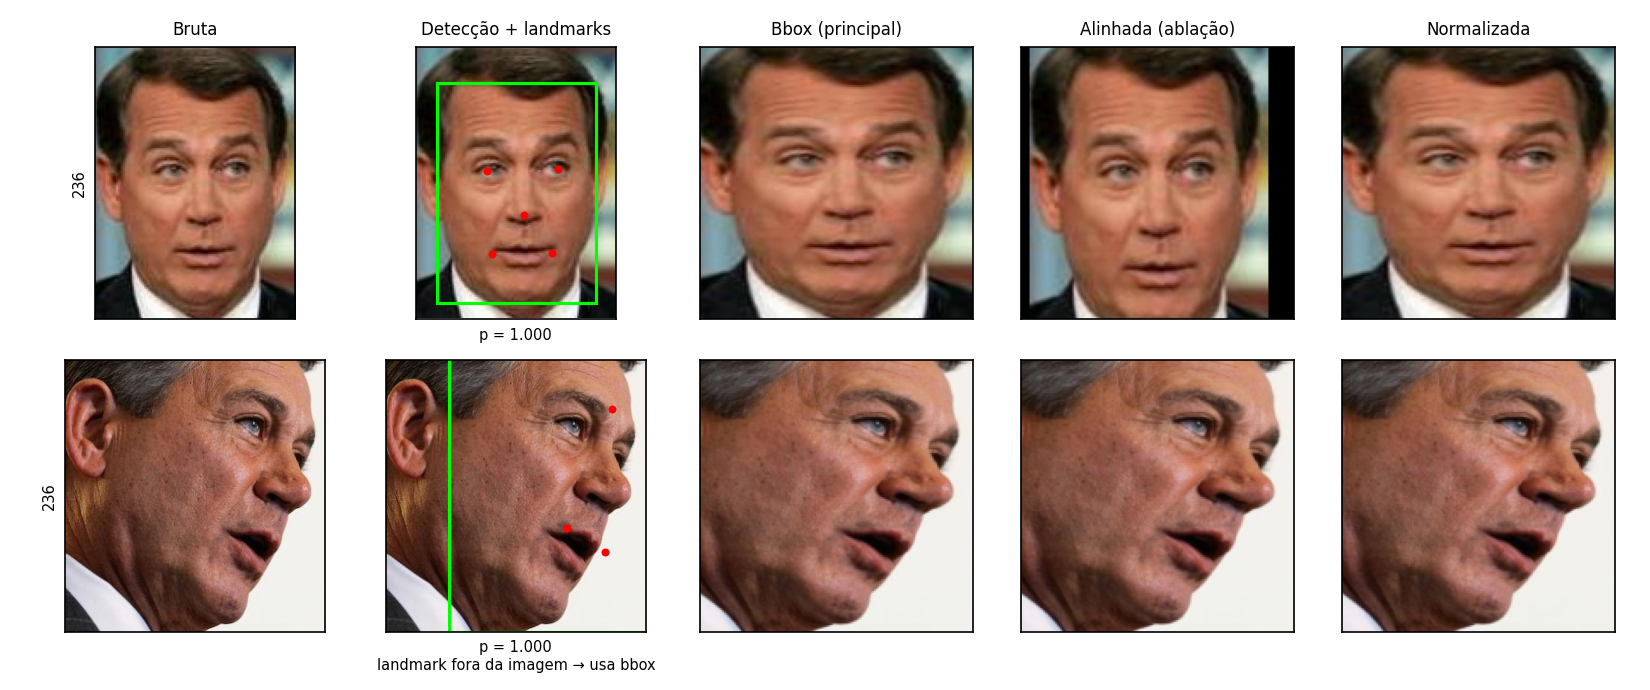 Bruta
Detecção + landmarks
Bbox (principal)
Alinhada (ablação)
Normalizada
236
p = 1.000
236
p = 1.000
landmark fora da imagem → usa bbox